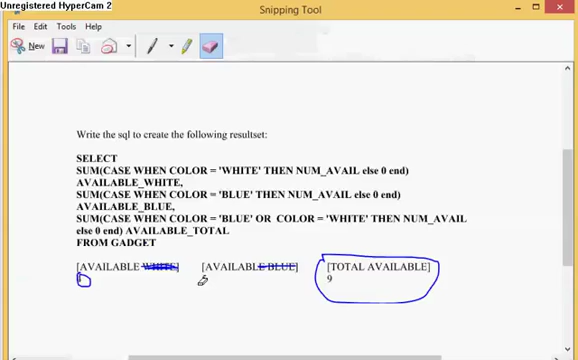 Unregistered HyperCam 2
Snipping Tool
File Edit Tools Help
New
Write the sql to create the following resultset:
SELECT
SUM(CASE WHEN COLOR = 'WHITE' THEN NUM_AVAIL else 0 end)
AVAILABLE_WHITE,
SUM(CASE WHEN COLOR = 'BLUE' THEN NUM_AVAIL else 0 end)
AVAILABLE_BLUE,
SUM(CASE WHEN COLOR = 'BLUE' OR COLOR = 'WHITE' THEN NUM_AVAIL
else 0 end) AVAILABLE_TOTAL
FROM GADGET
[AVAILABLE WHITE] [AVAILABLE BLUE] [TOTAL AVAILABLE]
9